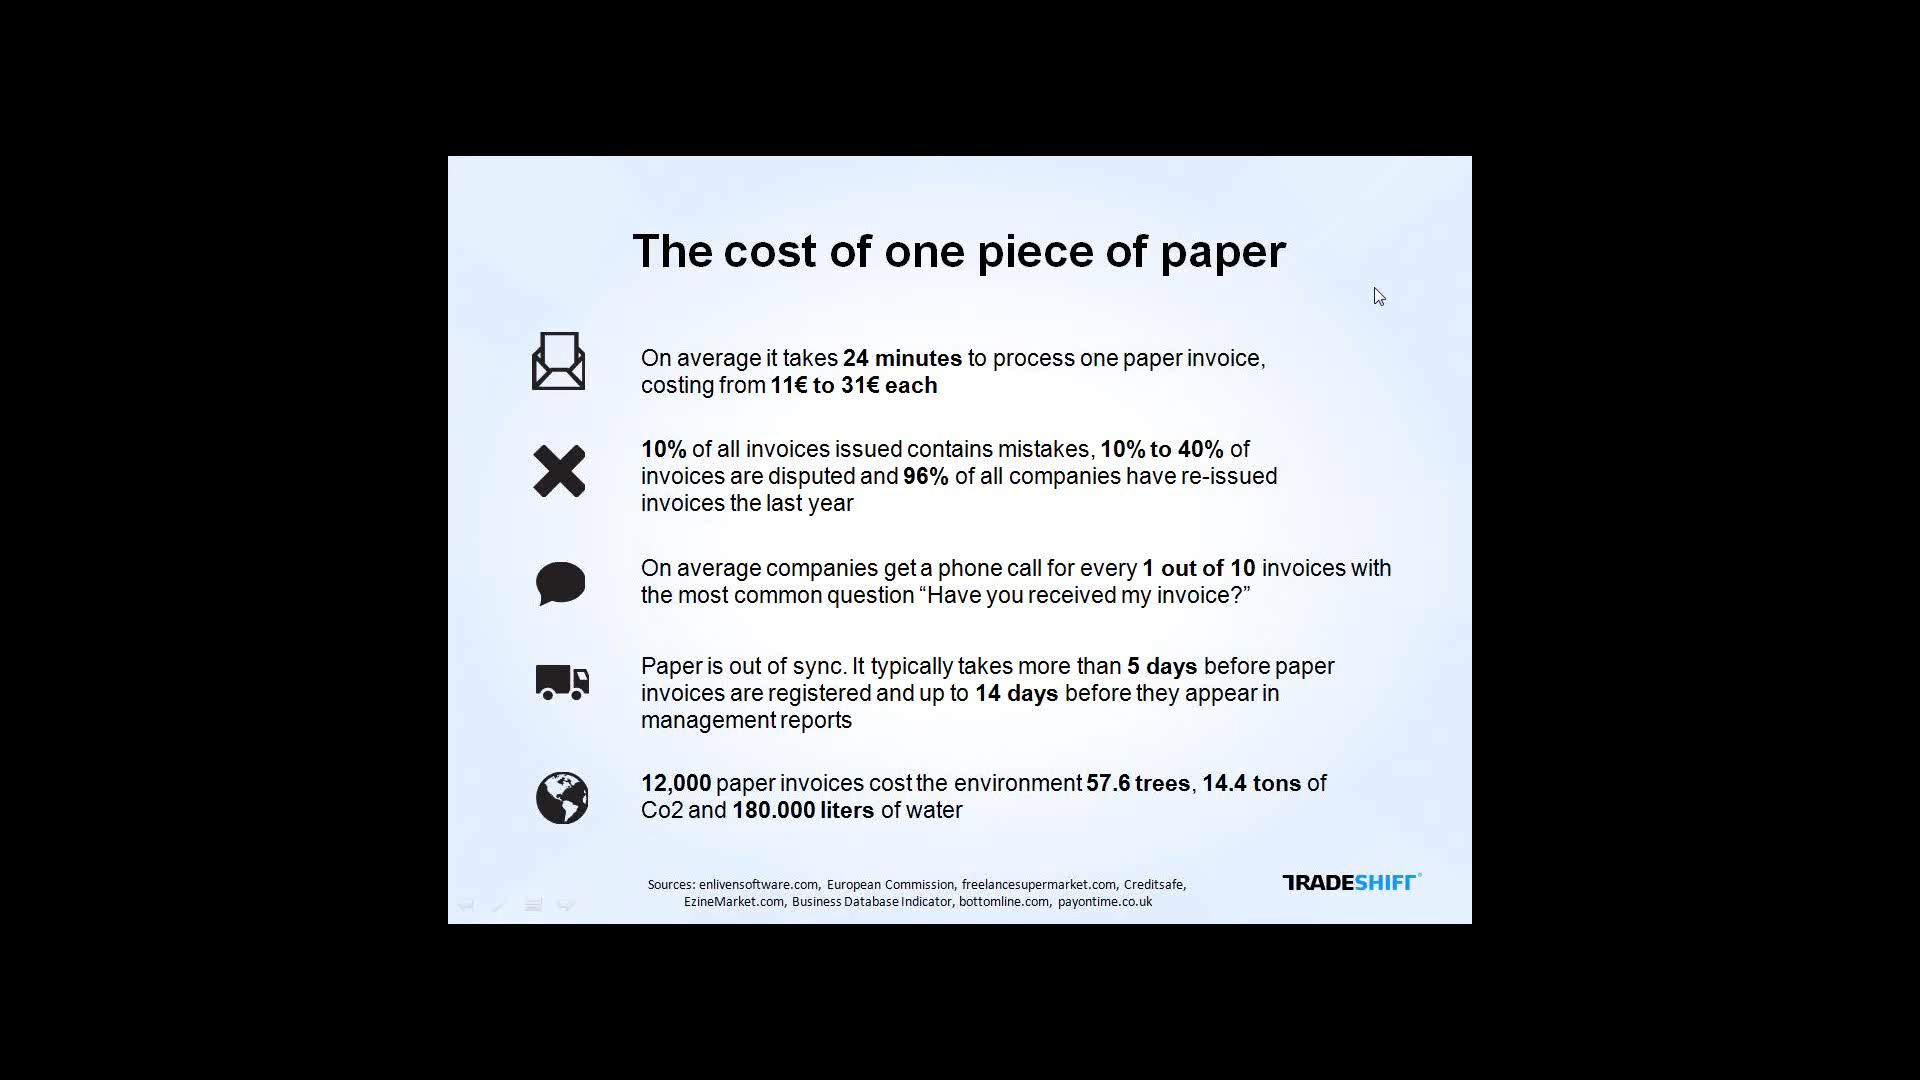 The cost of one piece of paper
On average it takes 24 minutes to process one paper invoice,
costing from 11€ to 31€ each
10% of all invoices issued contains mistakes, 10% to 40% of
invoices are disputed and 96% of all companies have re-issued
invoices the last year
On average companies get a phone call for every 1 out of 10 invoices with
the most common question “Have you received my invoice?”
Paper is out of sync. It typically takes more than 5 days before paper
invoices are registered and up to 14 days before they appear in
management reports
12,000 paper invoices cost the environment 57.6 trees, 14.4 tons of
Co2 and 180.000 liters of water
Sources: enlivensoftware.com, European Commission, freelancesupermarket.com, Creditsafe,
EzineMarket.com, Business Database Indicator, bottomline.com, payontime.co.uk
TRADESHIFT